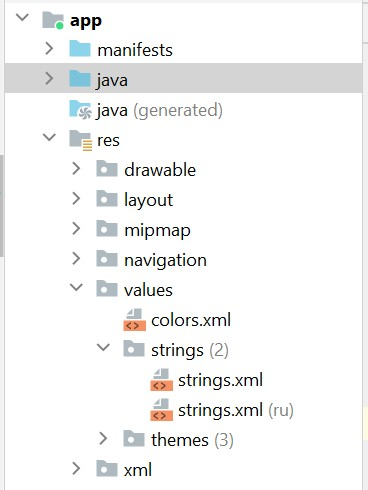 app
manifests
java
java (generated)
res
drawable
layout
mipmap
navigation
values
colors.xml
strings (2)
strings.xml
strings.xml (ru)
themes (3)
xml